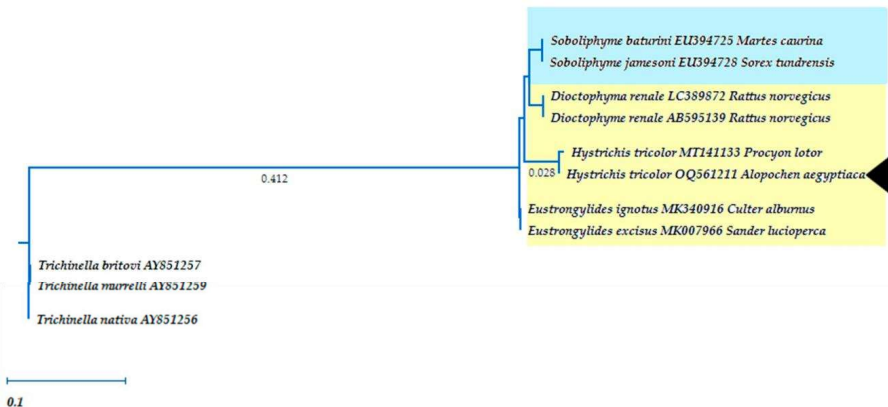 Soboliphyme baturini EU394725 Martes caurina
Soboliphyme jamesoni EU394728 Sorex tundrensis
Dioctophyma renale LC389872 Rattus norvegicus
Dioctophyme renale AB595139 Rattus norvegicus
Hystrichis tricolor MT141133 Procyon lotor
0.028
Hystrichis tricolor OQ561211 Alopochen aegyptiaca
0.412
Eustrongylides ignotus MK340916 Culter alburnus
Eustrongylides excisus MK007966 Sander lucioperca
Trichinella britovi AY851257
Trichinella murrelli AY851259
Trichinella nativa AY851256
0.1